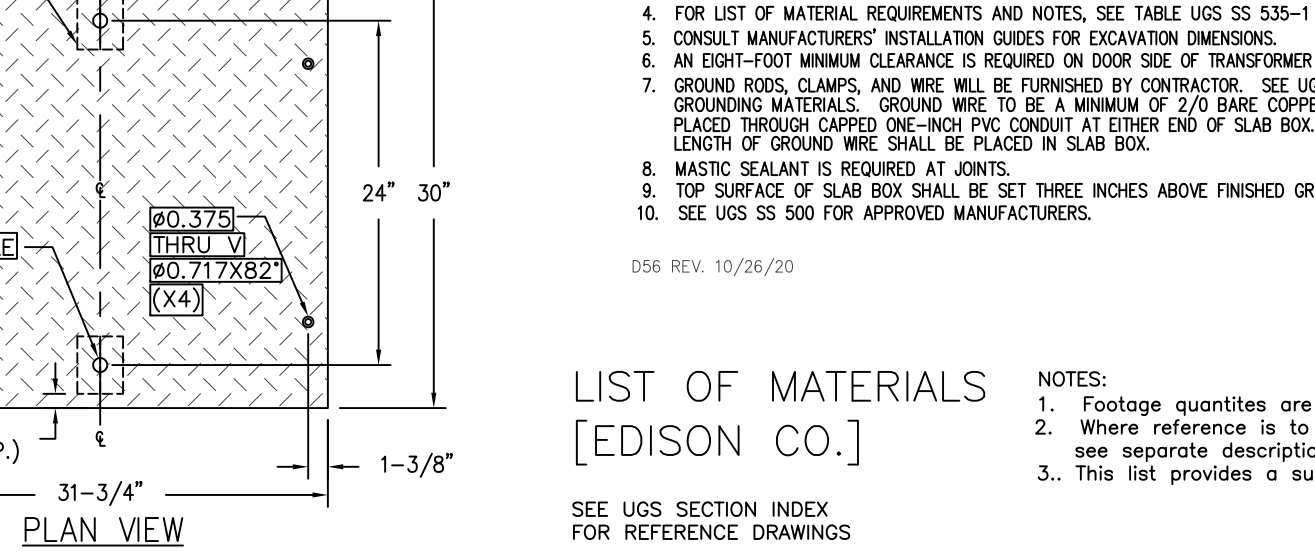 4. FOR LIST OF MATERIAL REQUIREMENTS AND NOTES, SEE TABLE UGS SS 535-1
5. CONSULT MANUFACTURERS' INSTALLATION GUIDES FOR EXCAVATION DIMENSIONS.
6. AN EIGHT-FOOT MINIMUM CLEARANCE IS REQUIRED ON DOOR SIDE OF TRANSFORMER
7. GROUND RODS, CLAMPS, AND WIRE WILL BE FURNISHED BY CONTRACTOR. SEE UG
GROUNDING MATERIALS. GROUND WIRE TO BE A MINIMUM OF 2/0 BARE COPPE
PLACED THROUGH CAPPED ONE-INCH PVC CONDUIT AT EITHER END OF SLAB BOX.
LENGTH OF GROUND WIRE SHALL BE PLACED IN SLAB BOX.
8. MASTIC SEALANT IS REQUIRED AT JOINTS.
9. TOP SURFACE OF SLAB BOX SHALL BE SET THREE INCHES ABOVE FINISHED GR
10. SEE UGS SS 500 FOR APPROVED MANUFACTURERS.
D56 REV. 10/26/20
24" 30"
℄
Ø0.375
THRU V
Ø0.717X82°
(X4)
E
℄
P.)
1-3/8"
31-3/4"
PLAN VIEW
LIST OF MATERIALS
[EDISON CO.]
SEE UGS SECTION INDEX
FOR REFERENCE DRAWINGS
NOTES:
1. Footage quantites are
2. Where reference is to
see separate descriptio
3.. This list provides a su